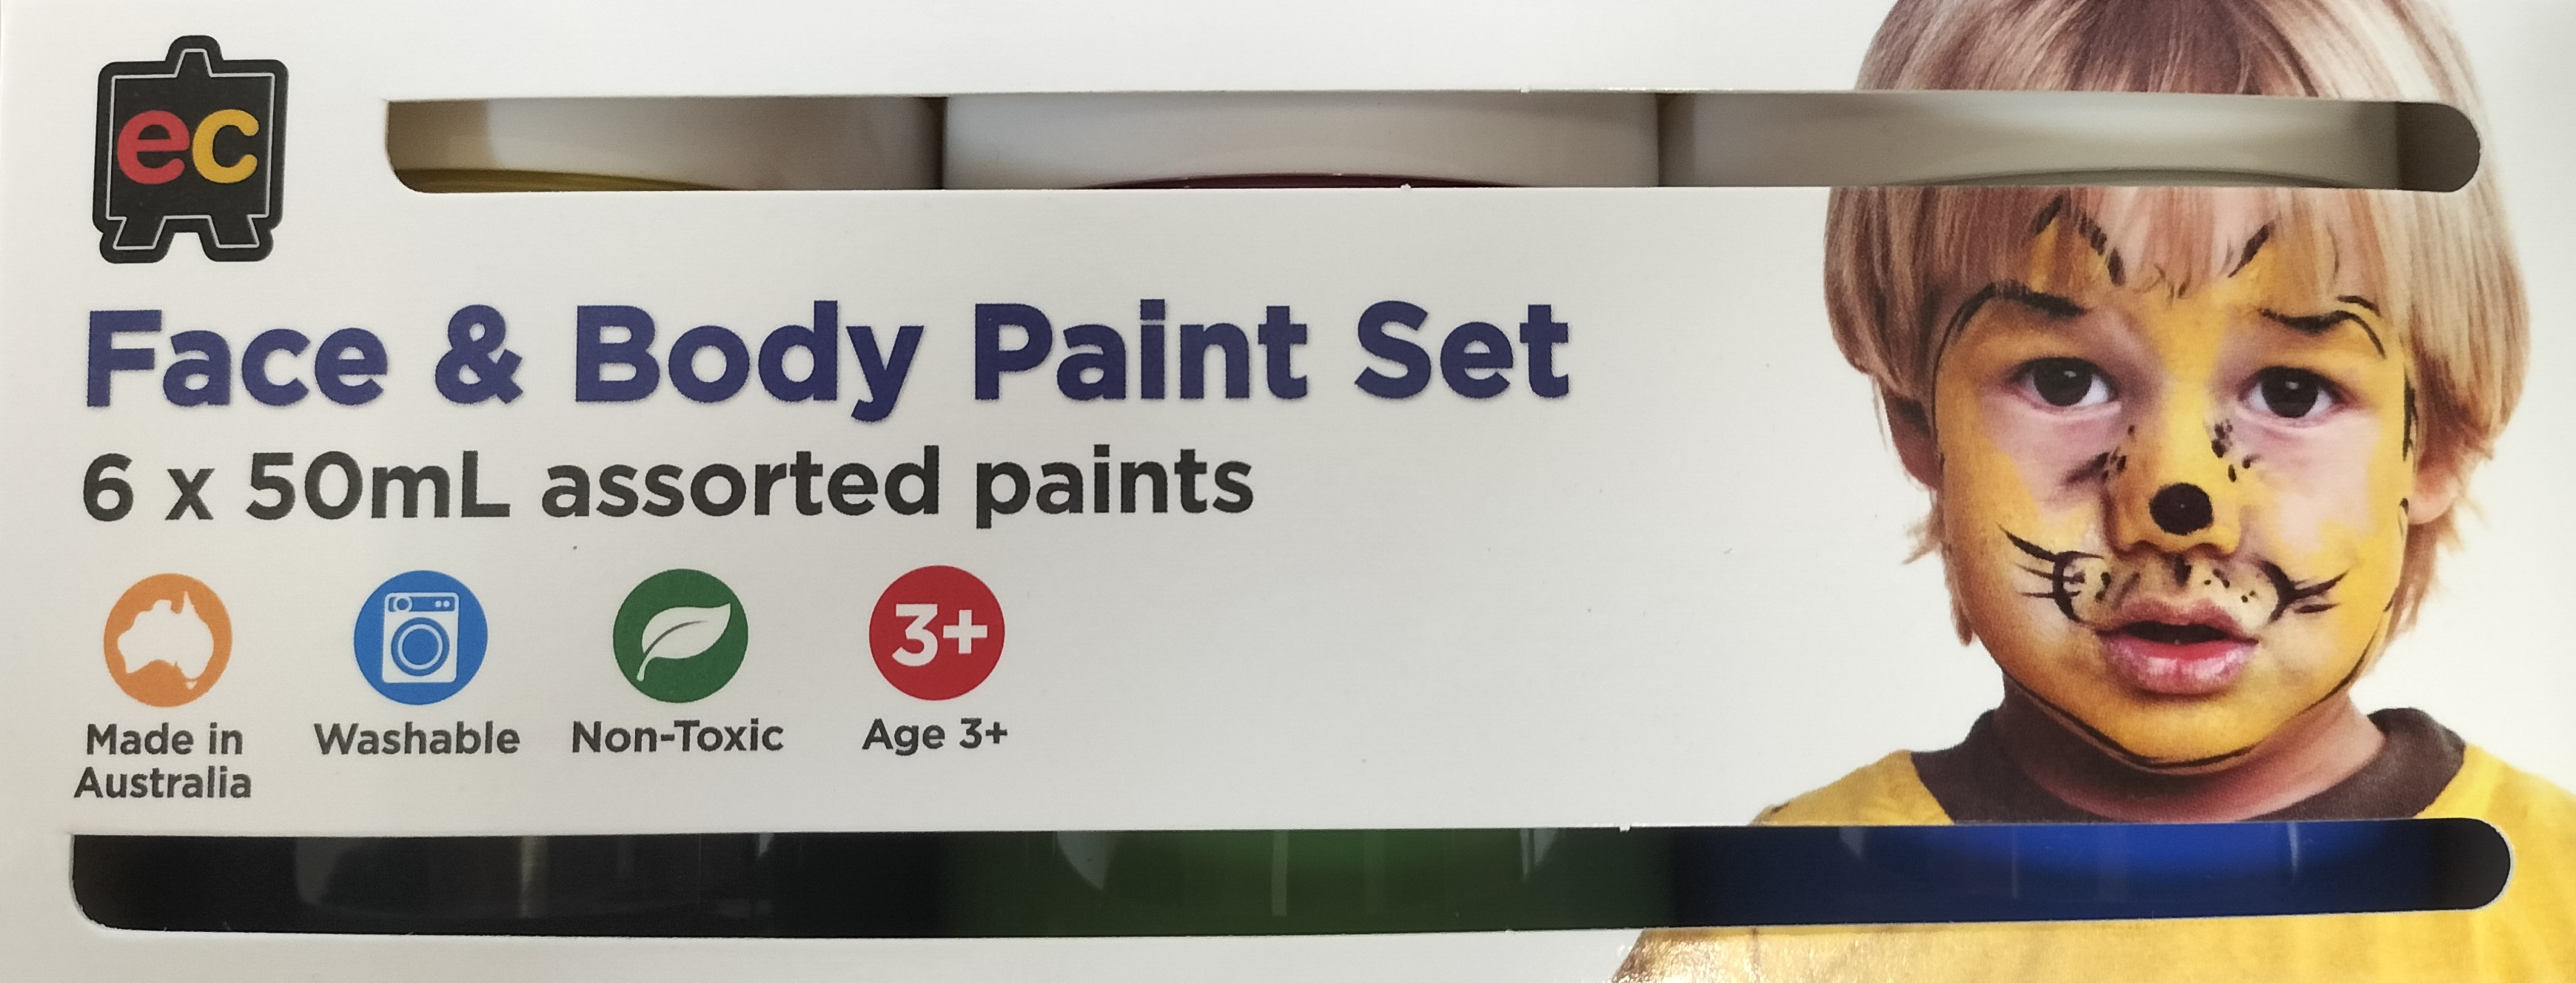 ec
Face & Body Paint Set
6 x 50mL assorted paints
3+
Made in
Australia
Washable
Non-Toxic
Age 3+